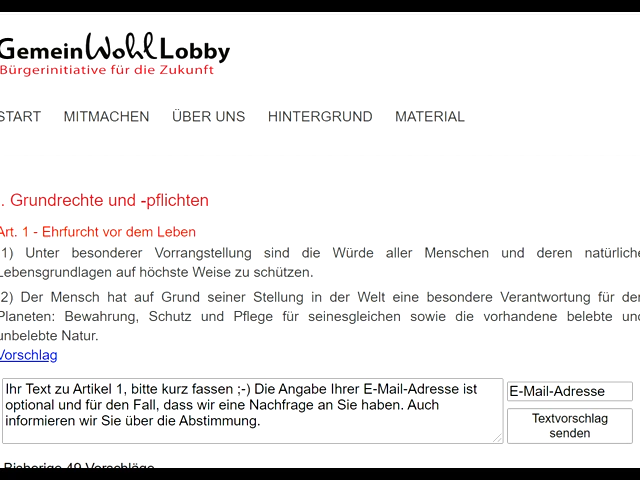 GemeinWohlLobby
Bürgerinitiative für die Zukunft
START MITMACHEN ÜBER UNS HINTERGRUND MATERIAL
. Grundrechte und -pflichten
Art. 1 - Ehrfurcht vor dem Leben
1) Unter besonderer Vorrangstellung sind die Würde aller Menschen und deren natürliche
Lebensgrundlagen auf höchste Weise zu schützen.
2) Der Mensch hat auf Grund seiner Stellung in der Welt eine besondere Verantwortung für den
Planeten: Bewahrung, Schutz und Pflege für seinesgleichen sowie die vorhandene belebte und
unbelebte Natur.
Vorschlag
Ihr Text zu Artikel 1, bitte kurz fassen ;-) Die Angabe Ihrer E-Mail-Adresse ist
optional und für den Fall, dass wir eine Nachfrage an Sie haben. Auch
informieren wir Sie über die Abstimmung.
E-Mail-Adresse
Textvorschlag
senden
Bisherige 49 Vorschläge